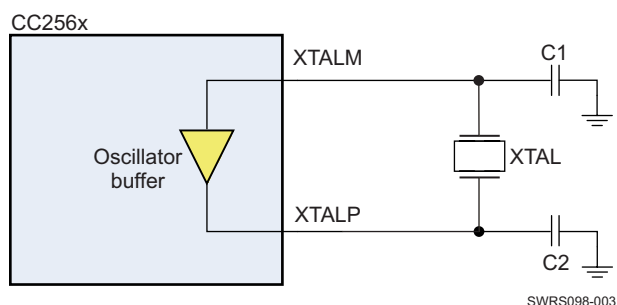 CC256x
XTALM
C1
Oscillator
buffer
XTAL
XTALP
C2
SWRS098-003